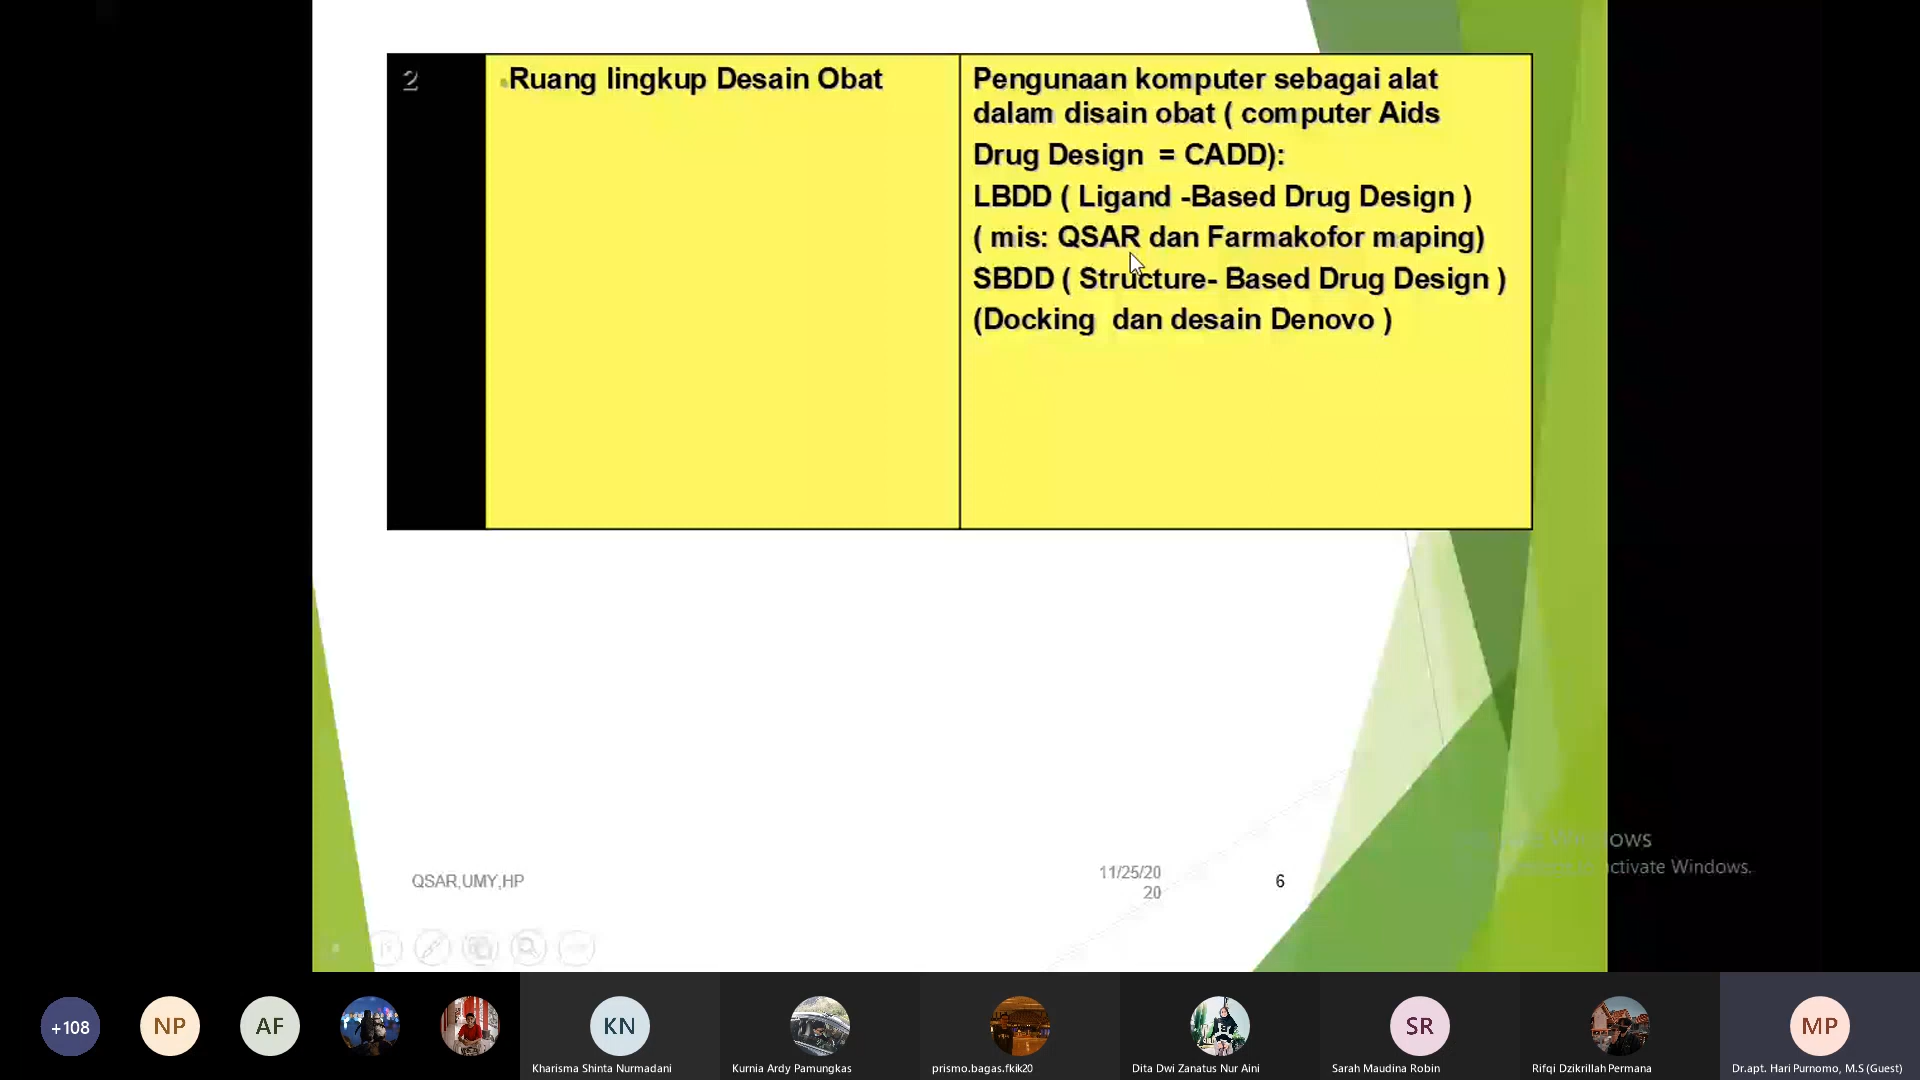 2
Ruang lingkup Desain Obat
Pengunaan komputer sebagai alat
dalam disain obat ( computer Aids
Drug Design = CADD):
LBDD ( Ligand -Based Drug Design )
( mis: QSAR dan Farmakofor maping)
SBDD ( Structure- Based Drug Design )
(Docking dan desain Denovo )
ctivate Windows.
QSAR,UMY,HP
11/25/20
20
6
+108
NP
AF
KN
SR
MP
Kharisma Shinta Nurmadani
Kurnia Ardy Pamungkas
prismo.bagas.fkik20
Dita Dwi Zanatus Nur Aini
Sarah Maudina Robin
Rifqi Dzikrillah Permana
Dr.apt. Hari Purnomo, M.S (Guest)